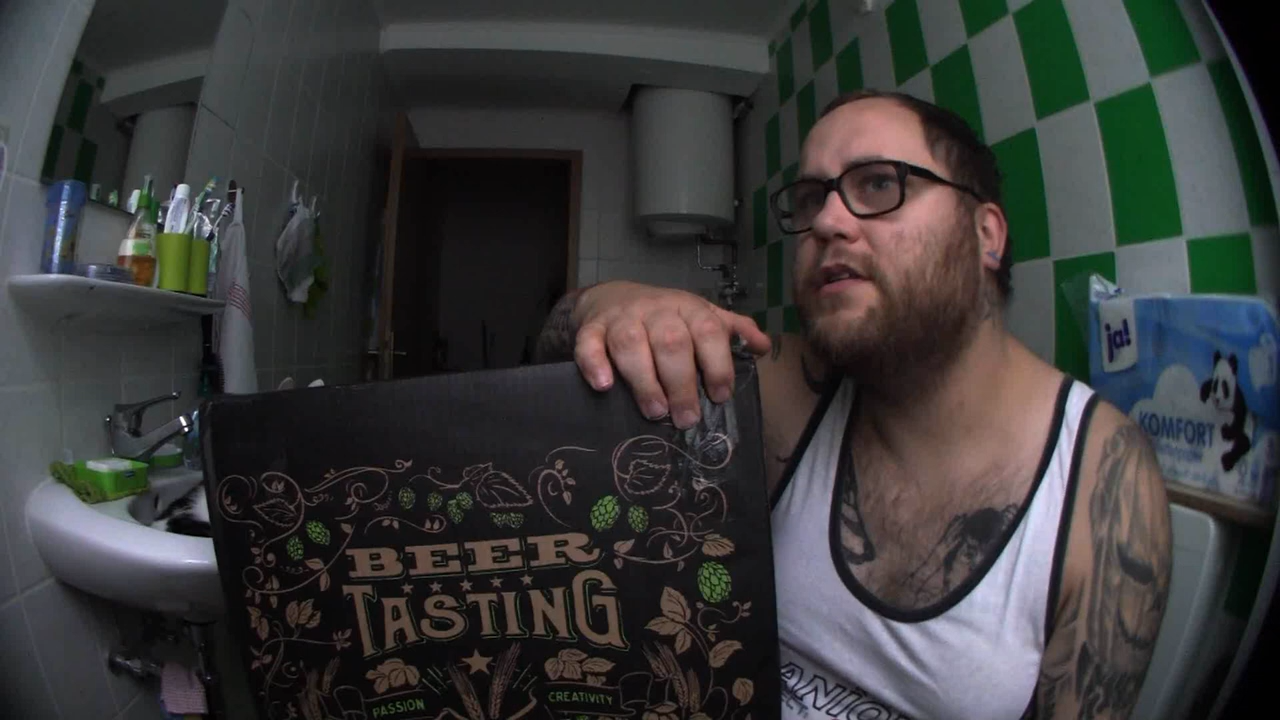 BEER
TASTING
PASSION
CREATIVITY
ja!
KOMFORT